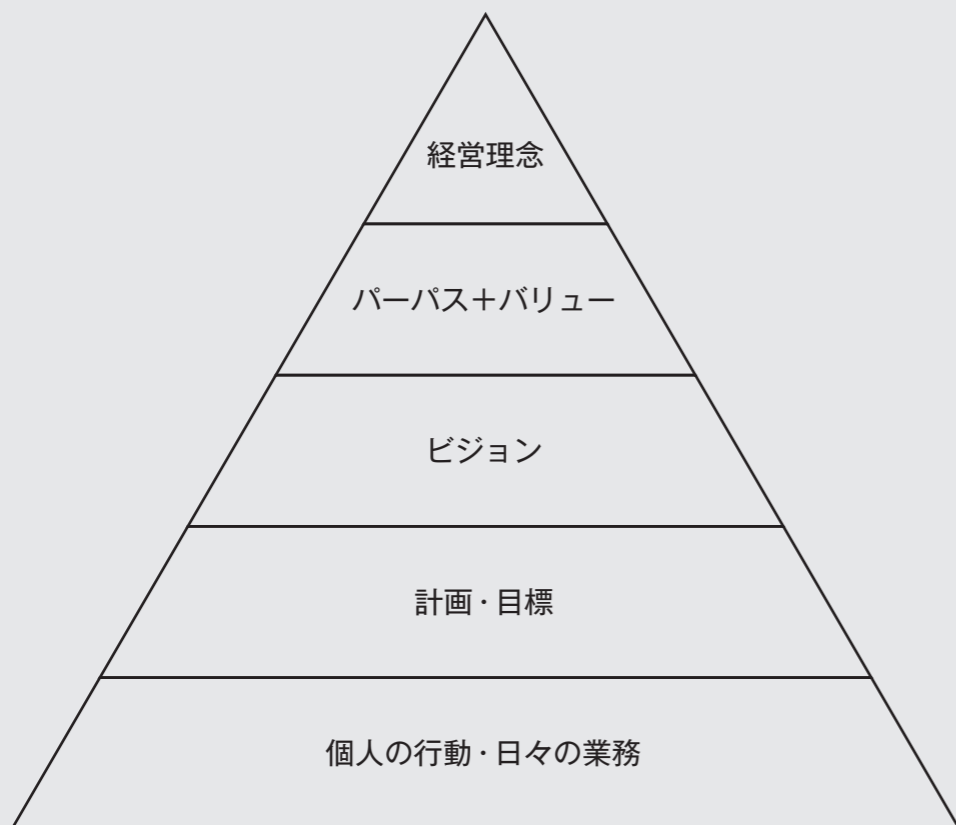 経営理念
パーパス＋バリュー
ビジョン
計画・目標
個人の行動・日々の業務